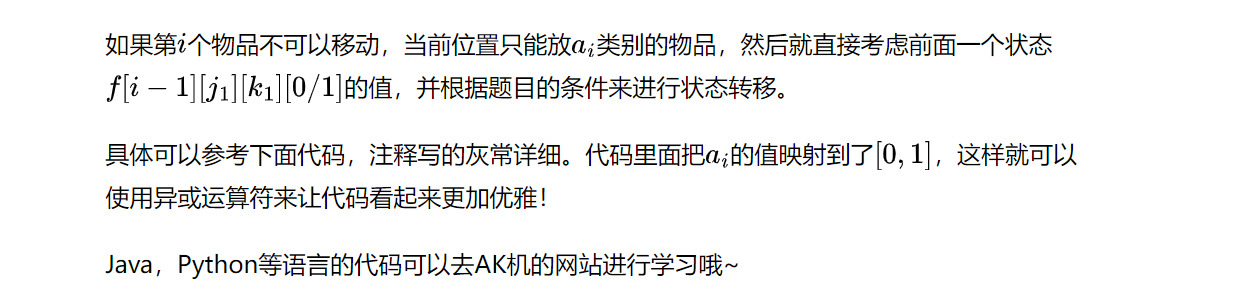 如果第i个物品不可以移动，当前位置只能放aᵢ类别的物品，然后就直接考虑前面一个状态
f[i − 1][j₁][k₁][0/1]的值，并根据题目的条件来进行状态转移。
具体可以参考下面代码，注释写的灰常详细。代码里面把aᵢ的值映射到了[0, 1]，这样就可以
使用异或运算符来让代码看起来更加优雅！
Java，Python等语言的代码可以去AK机的网站进行学习哦~